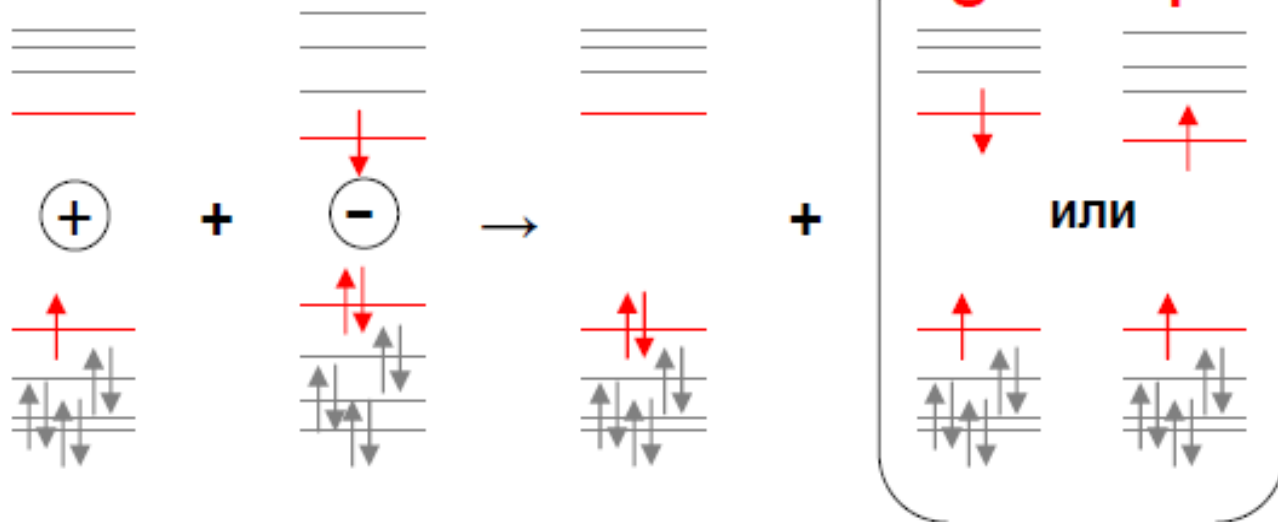 + + - → +
или